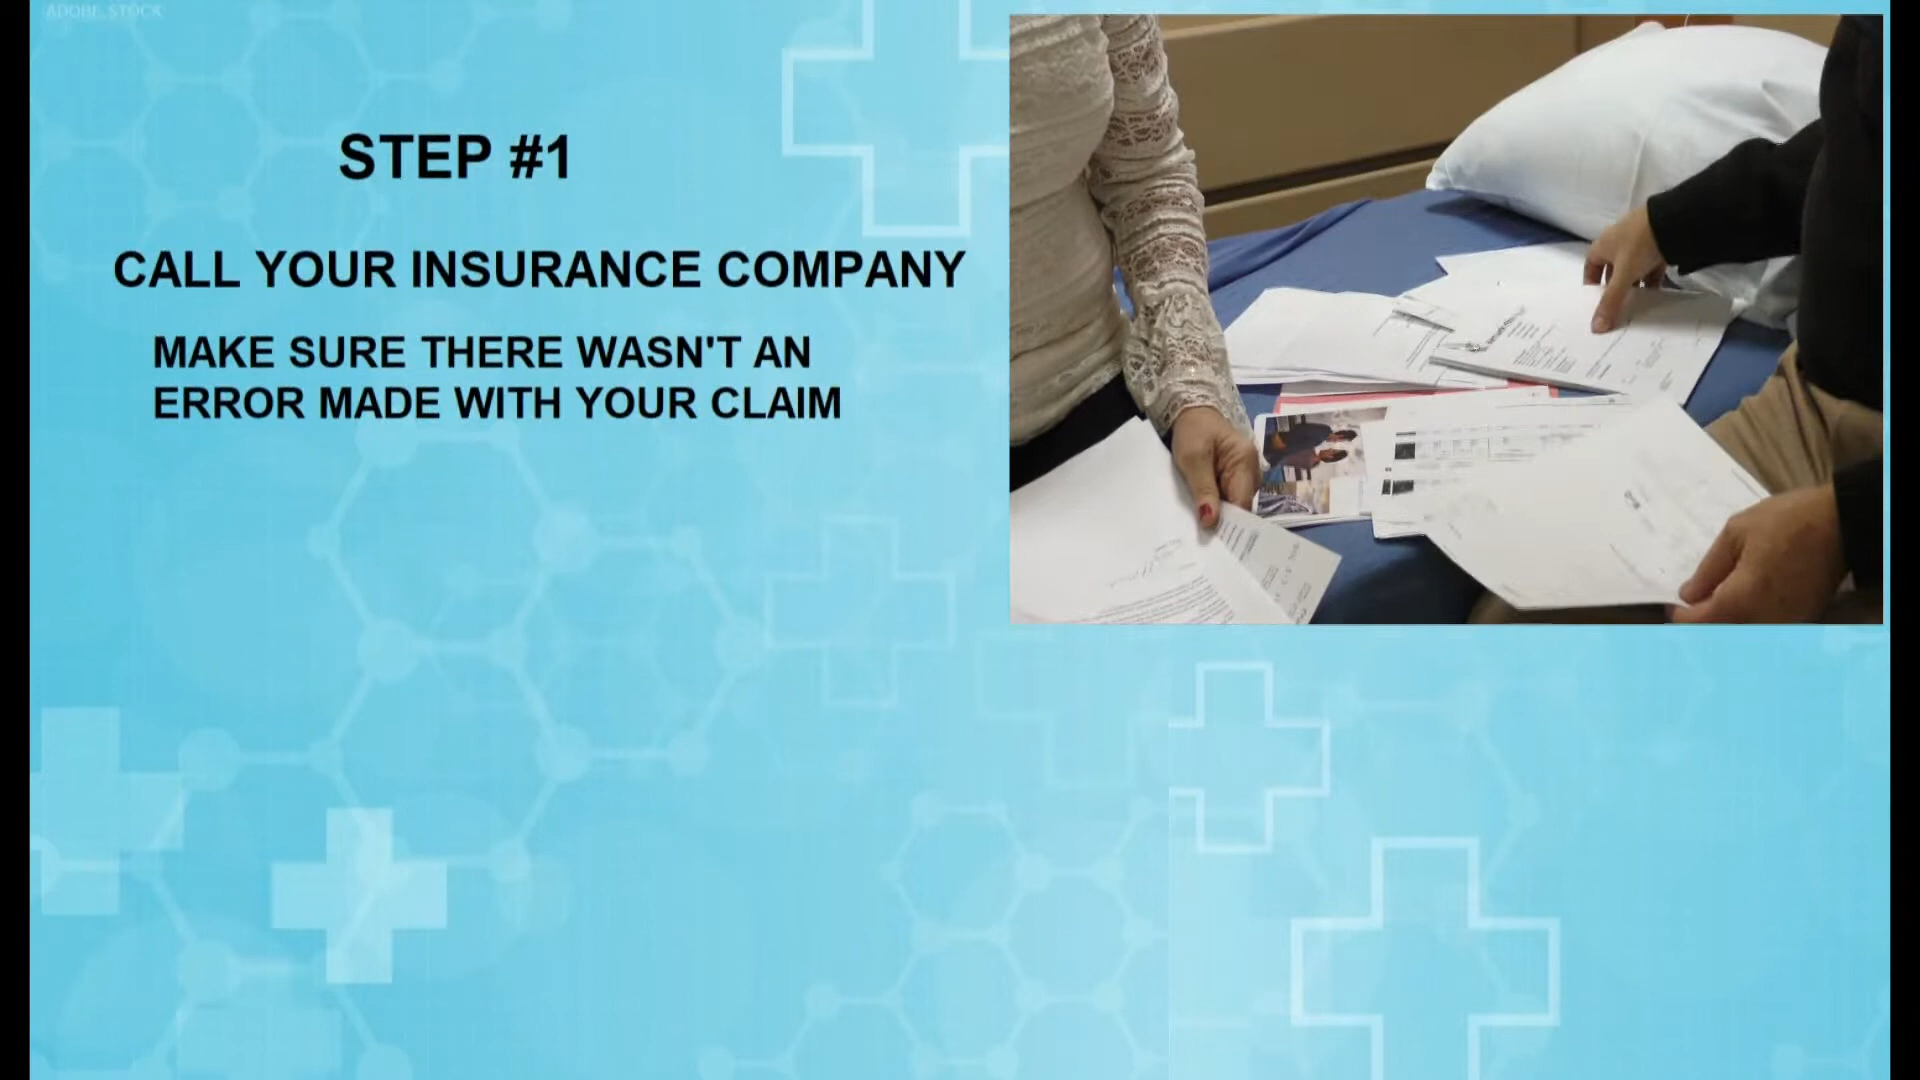 ADOBE STOCK
STEP #1
CALL YOUR INSURANCE COMPANY
MAKE SURE THERE WASN'T AN
ERROR MADE WITH YOUR CLAIM